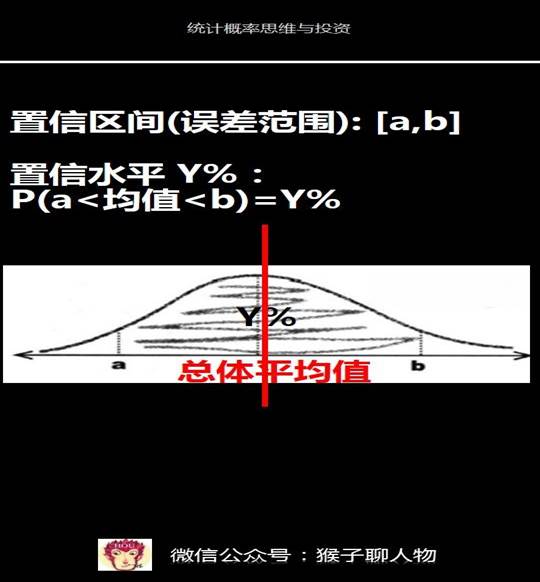 统计概率思维与投资
置信区间(误差范围): [a,b]
置信水平 Y% :
P(a<均值<b)=Y%
Y%
a
b
总体平均值
HOU
微信公众号：猴子聊人物